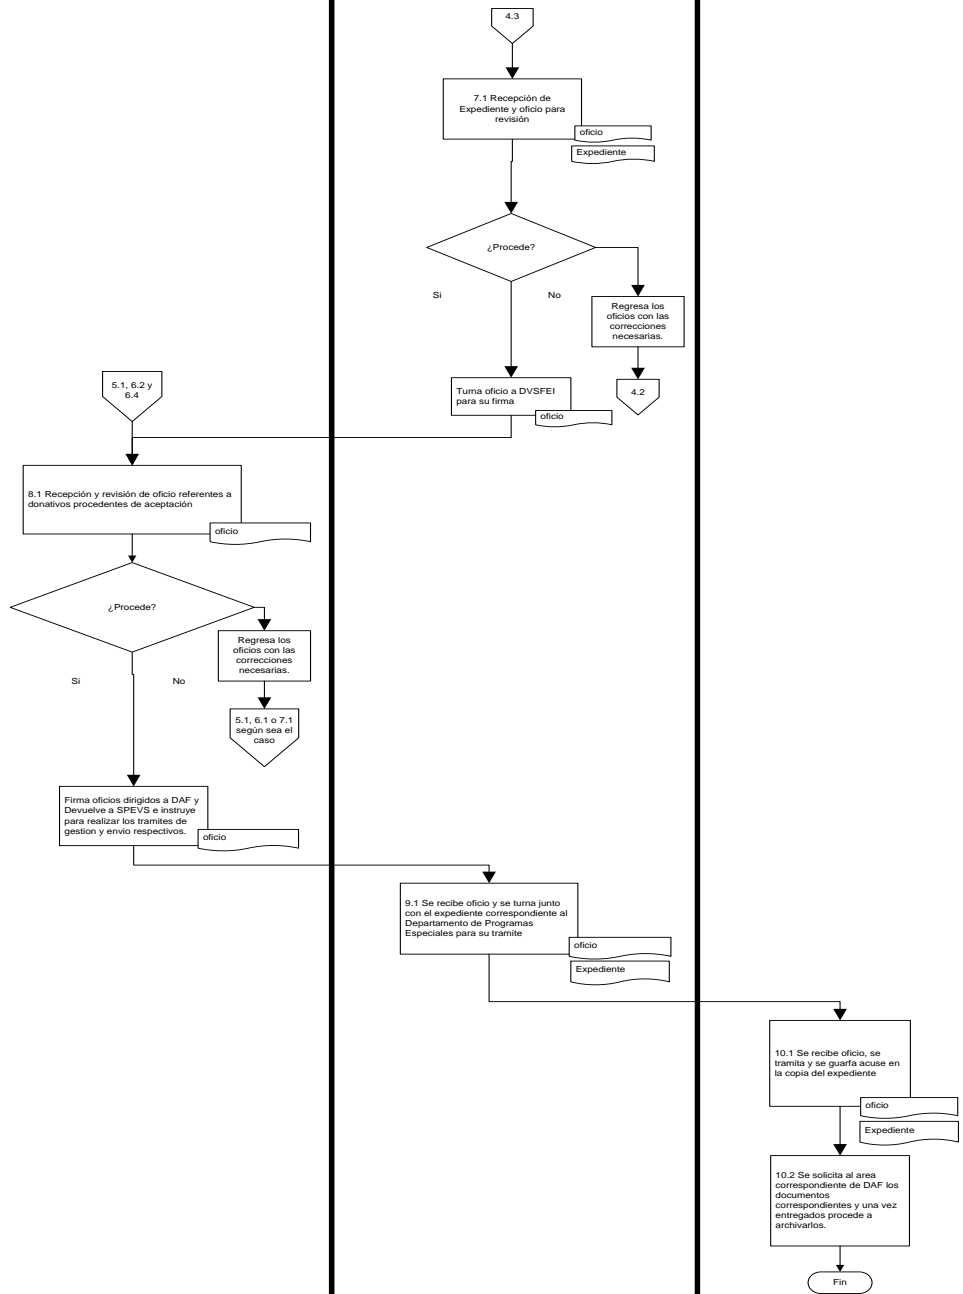 4.3
7.1 Recepción de
Expediente y oficio para
revisión
oficio
Expediente
¿Procede?
Si
No
Regresa los
oficios con las
correcciones
necesarias.
4.2
Turna oficio a DVSFEI
para su firma
oficio
5.1, 6.2 y
6.4
8.1 Recepción y revisión de oficio referentes a
donativos procedentes de aceptación
oficio
¿Procede?
Si
No
Regresa los
oficios con las
correcciones
necesarias.
5.1, 6.1 o 7.1
según sea el
caso
Firma oficios dirigidos a DAF y
Devuelve a SPEVS e instruye
para realizar los tramites de
gestion y envio respectivos.
oficio
9.1 Se recibe oficio y se turna junto
con el expediente correspondiente al
Departamento de Programas
Especiales para su tramite
oficio
Expediente
10.1 Se recibe oficio, se
tramita y se guarfa acuse en
la copia del expediente
oficio
Expediente
10.2 Se solicita al area
correspondiente de DAF los
documentos
correspondientes y una vez
entregados procede a
archivarlos.
Fin